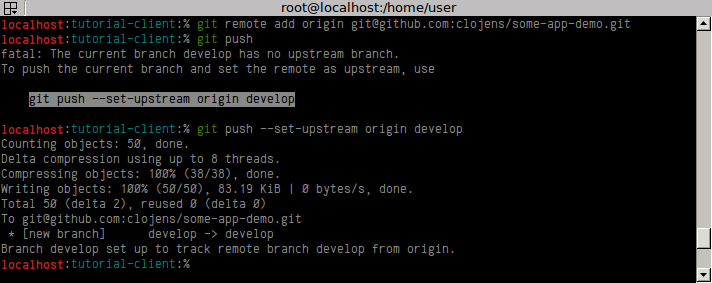 root@localhost:/home/user
localhost:tutorial-client:% git remote add origin git@github.com:clojens/some-app-demo.git
localhost:tutorial-client:% git push
fatal: The current branch develop has no upstream branch.
To push the current branch and set the remote as upstream, use
git push --set-upstream origin develop
localhost:tutorial-client:% git push --set-upstream origin develop
Counting objects: 50, done.
Delta compression using up to 8 threads.
Compressing objects: 100% (38/38), done.
Writing objects: 100% (50/50), 83.19 KiB | 0 bytes/s, done.
Total 50 (delta 2), reused 0 (delta 0)
To git@github.com:clojens/some-app-demo.git
* [new branch]      develop -> develop
Branch develop set up to track remote branch develop from origin.
localhost:tutorial-client:%